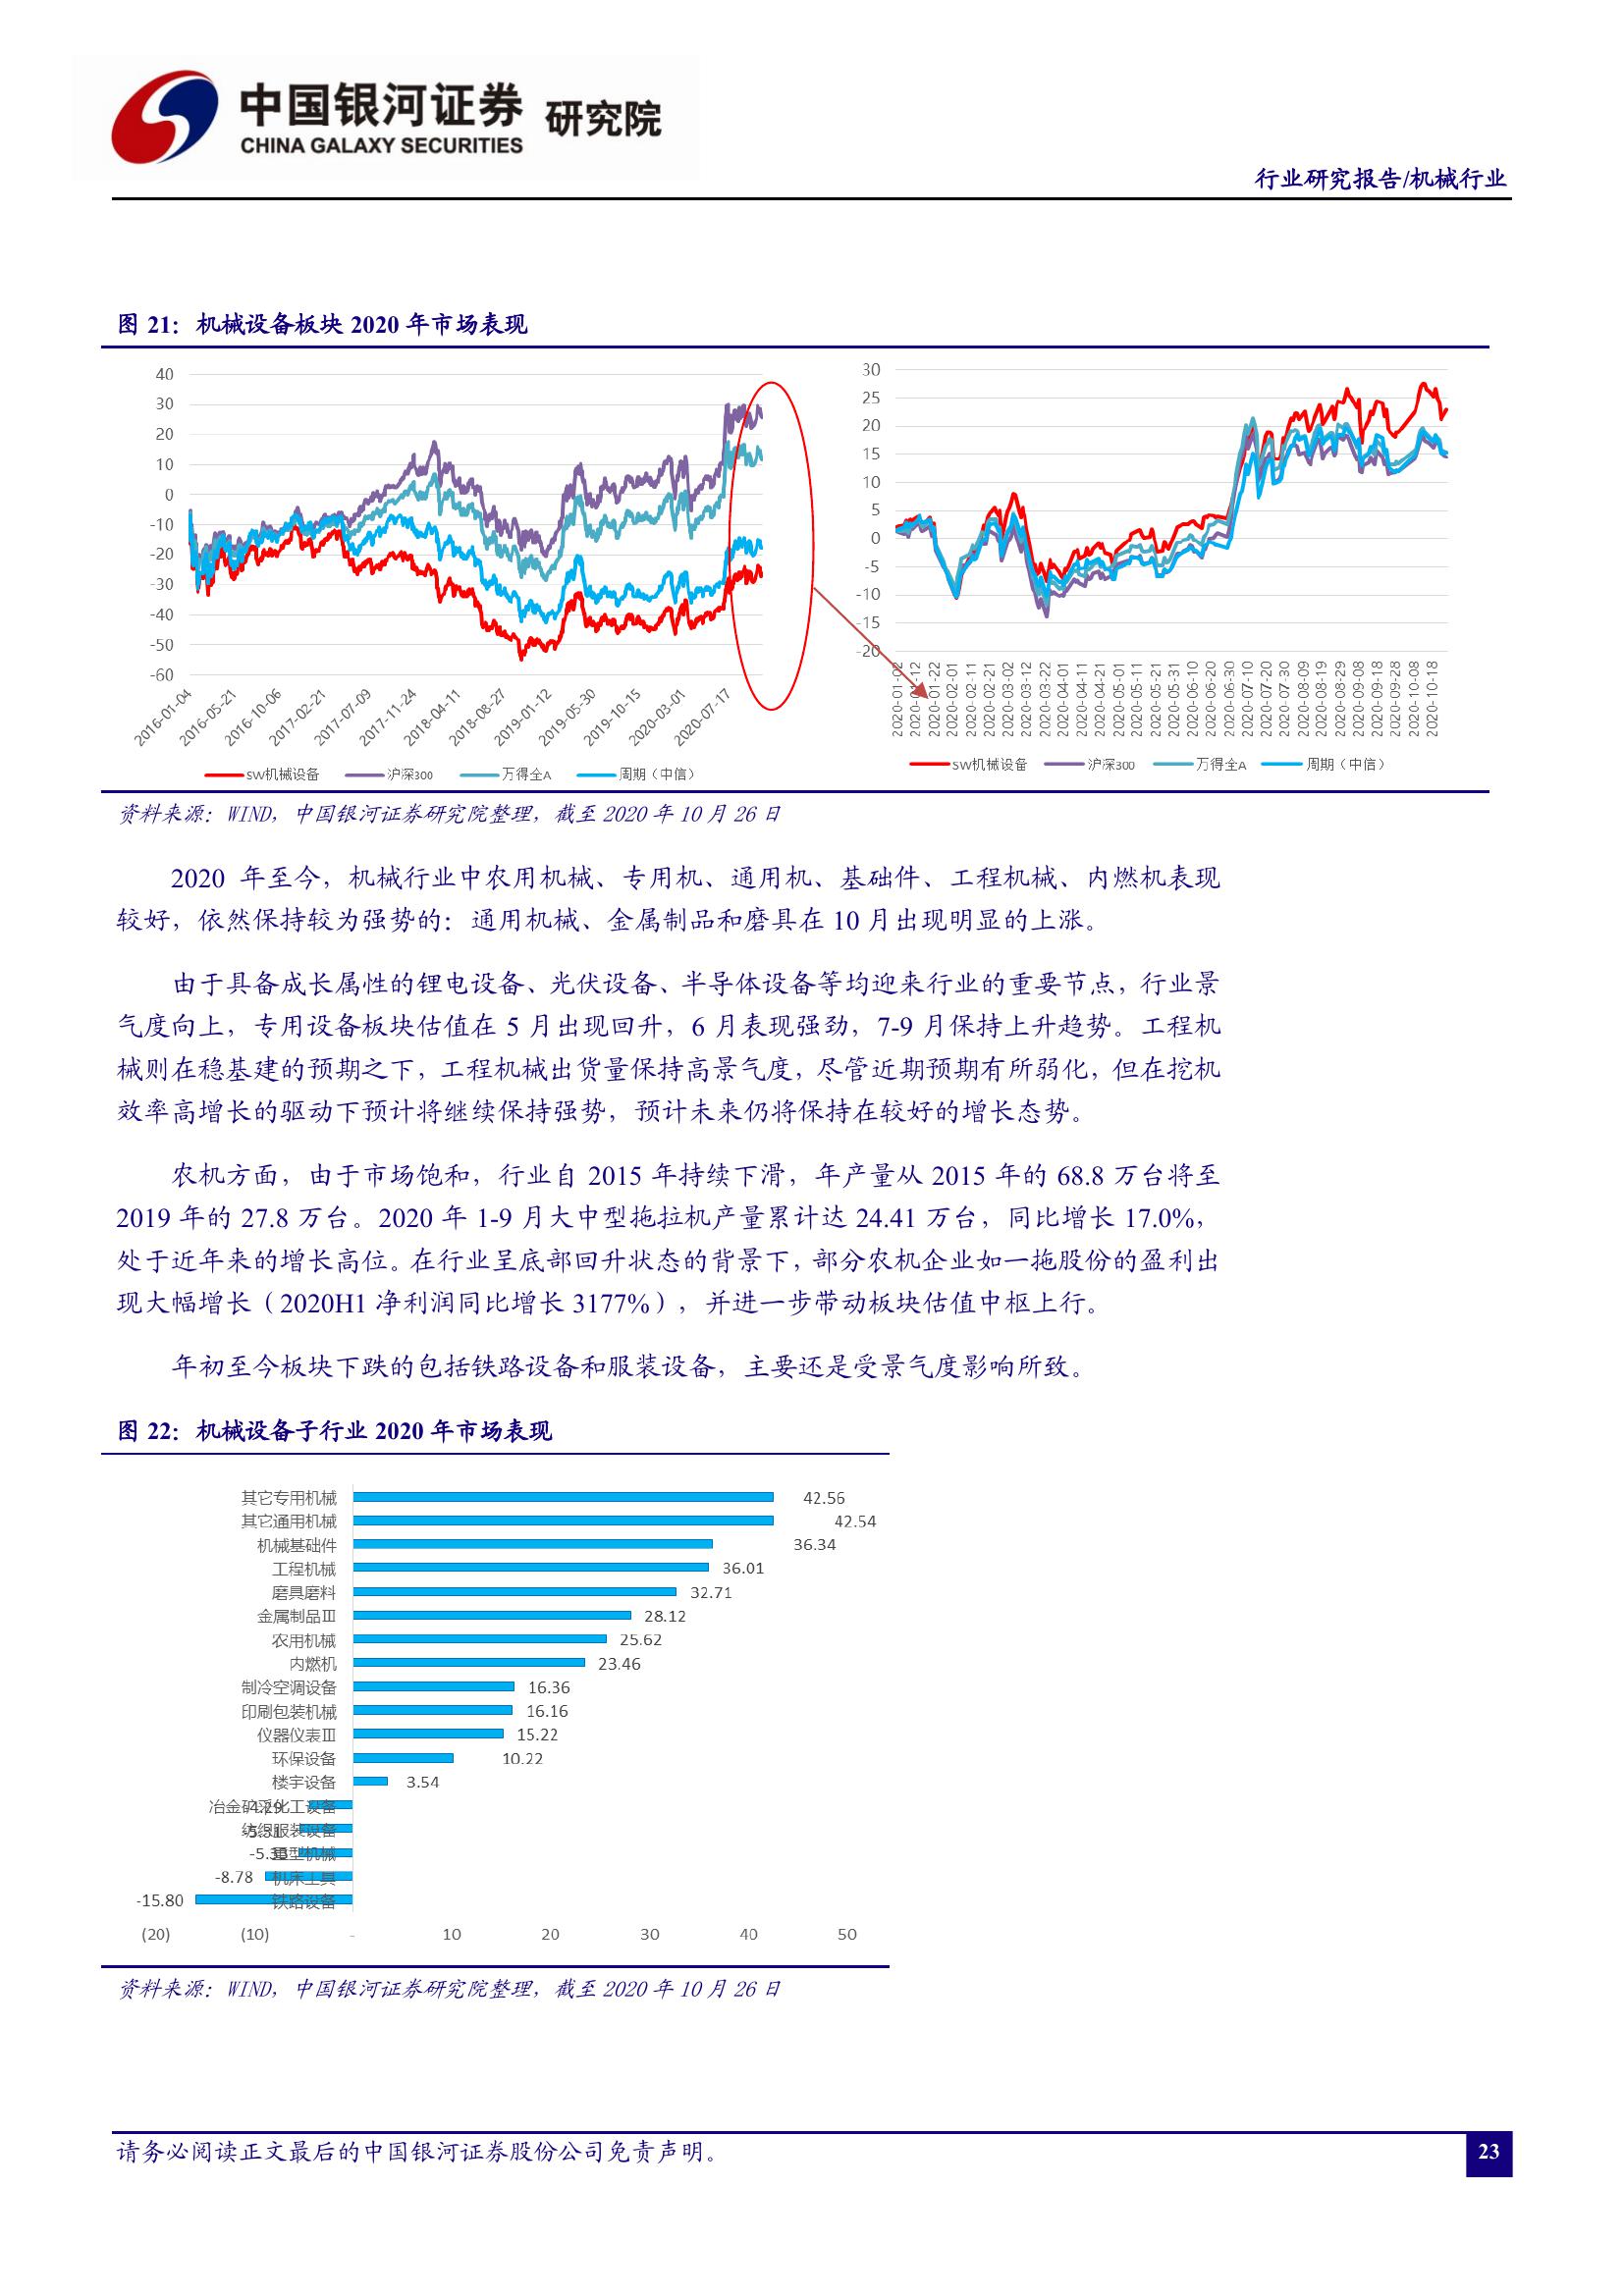 中国银河证券 研究院
CHINA GALAXY SECURITIES
行业研究报告/机械行业
图 21：机械设备板块 2020 年市场表现
40
30
20
10
0
-10
-20
-30
-40
-50
-60
2016-01-04
2016-05-21
2016-10-06
2017-02-21
2017-07-09
2017-11-24
2018-04-11
2018-08-27
2019-01-12
2019-05-30
2019-10-15
2020-03-01
2020-07-17
SW机械设备 沪深300 万得全A 周期（中信）
30
25
20
15
10
5
0
-5
-10
-15
-20
2020-01-02
2020-01-12
2020-01-22
2020-02-01
2020-02-11
2020-02-21
2020-03-02
2020-03-12
2020-03-22
2020-04-01
2020-04-11
2020-04-21
2020-05-01
2020-05-11
2020-05-21
2020-05-31
2020-06-10
2020-06-20
2020-06-30
2020-07-10
2020-07-20
2020-07-30
2020-08-09
2020-08-19
2020-08-29
2020-09-08
2020-09-18
2020-09-28
2020-10-08
2020-10-18
SW机械设备 沪深300 万得全A 周期（中信）
资料来源：WIND，中国银河证券研究院整理，截至 2020 年 10 月 26 日
2020 年至今，机械行业中农用机械、专用机、通用机、基础件、工程机械、内燃机表现
较好，依然保持较为强势的：通用机械、金属制品和磨具在 10 月出现明显的上涨。
由于具备成长属性的锂电设备、光伏设备、半导体设备等均迎来行业的重要节点，行业景
气度向上，专用设备板块估值在 5 月出现回升，6 月表现强劲，7-9 月保持上升趋势。工程机
械则在稳基建的预期之下，工程机械出货量保持高景气度，尽管近期预期有所弱化，但在挖机
效率高增长的驱动下预计将继续保持强势，预计未来仍将保持在较好的增长态势。
农机方面，由于市场饱和，行业自 2015 年持续下滑，年产量从 2015 年的 68.8 万台将至
2019 年的 27.8 万台。2020 年 1-9 月大中型拖拉机产量累计达 24.41 万台，同比增长 17.0%，
处于近年来的增长高位。在行业呈底部回升状态的背景下，部分农机企业如一拖股份的盈利出
现大幅增长（2020H1 净利润同比增长 3177%），并进一步带动板块估值中枢上行。
年初至今板块下跌的包括铁路设备和服装设备，主要还是受景气度影响所致。
图 22：机械设备子行业 2020 年市场表现
其它专用机械 42.56
其它通用机械 42.54
机械基础件 36.34
工程机械 36.01
磨具磨料 32.71
金属制品Ⅲ 28.12
农用机械 25.62
内燃机 23.46
制冷空调设备 16.36
印刷包装机械 16.16
仪器仪表Ⅲ 15.22
环保设备 10.22
楼宇设备 3.54
冶金矿采化工设备 -4.29
纺织服装设备 -5.31
重型机械
-8.78 机床工具
-15.80 铁路设备
(20) (10) - 10 20 30 40 50
资料来源：WIND，中国银河证券研究院整理，截至 2020 年 10 月 26 日
请务必阅读正文最后的中国银河证券股份公司免责声明。
23